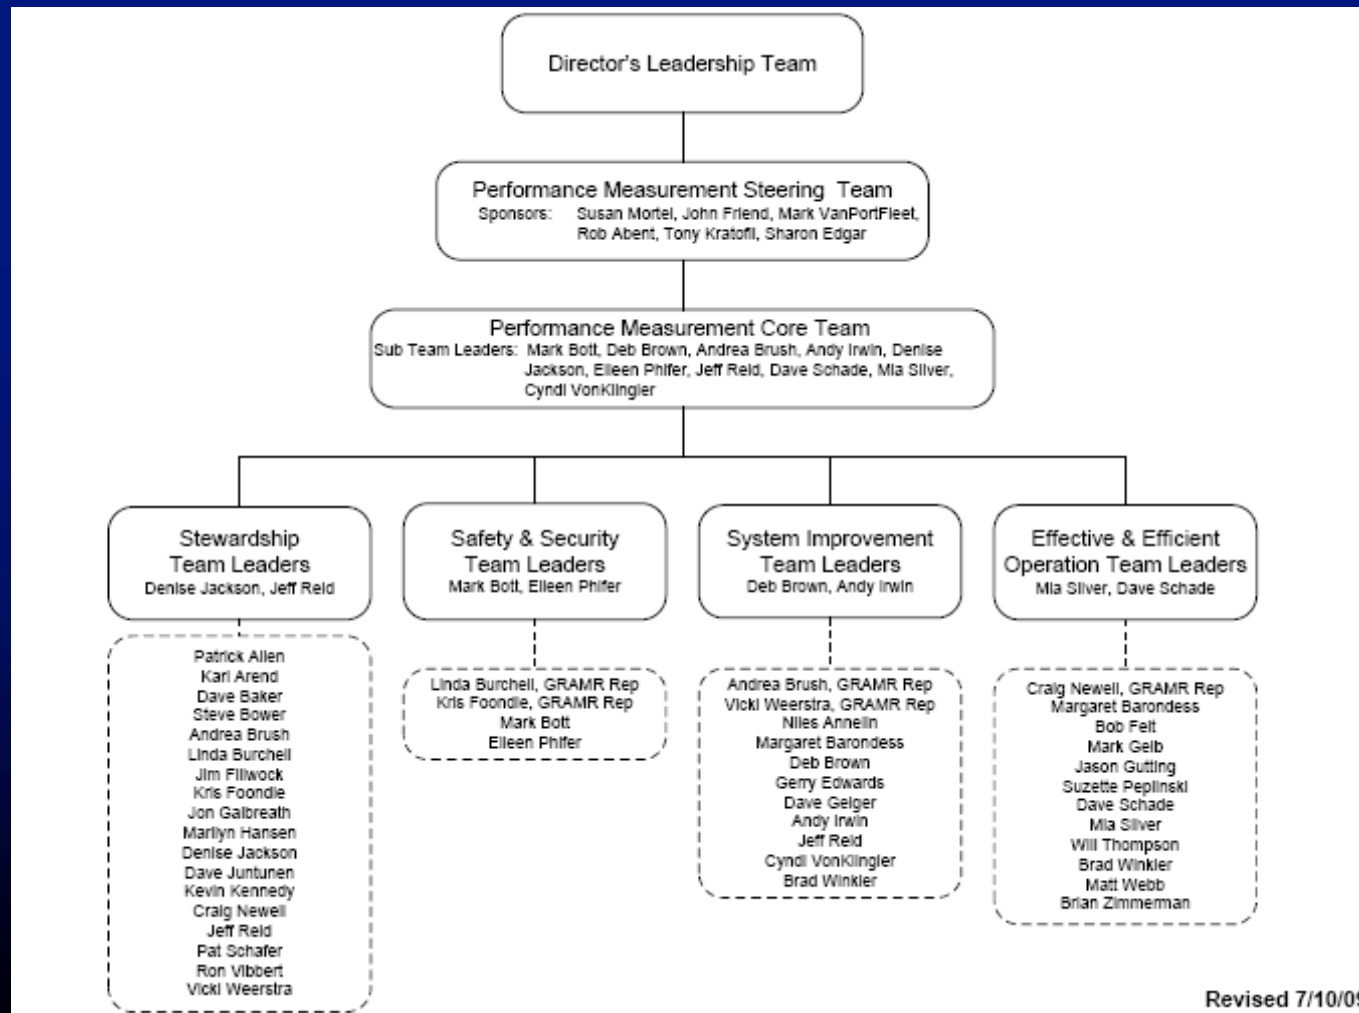 Director's Leadership Team
Performance Measurement Steering Team
Sponsors: Susan Mortel, John Friend, Mark VanPortFleet,
Rob Abent, Tony Kratofil, Sharon Edgar
Performance Measurement Core Team
Sub Team Leaders: Mark Bott, Deb Brown, Andrea Brush, Andy Irwin, Denise
Jackson, Eileen Phifer, Jeff Reid, Dave Schade, Mia Silver,
Cyndi VonKlingler
Stewardship
Team Leaders
Denise Jackson, Jeff Reid
Patrick Allen
Karl Arend
Dave Baker
Steve Bower
Andrea Brush
Linda Burchell
Jim Fillwock
Kris Foondle
Jon Galbreath
Marilyn Hansen
Denise Jackson
Dave Juntunen
Kevin Kennedy
Craig Newell
Jeff Reid
Pat Schafer
Ron Vibbert
Vicki Weerstra
Safety & Security
Team Leaders
Mark Bott, Eileen Phifer
Linda Burchell, GRAMR Rep
Kris Foondle, GRAMR Rep
Mark Bott
Eileen Phifer
System Improvement
Team Leaders
Deb Brown, Andy Irwin
Andrea Brush, GRAMR Rep
Vicki Weerstra, GRAMR Rep
Niles Annelin
Margaret Barondess
Deb Brown
Gerry Edwards
Dave Geiger
Andy Irwin
Jeff Reid
Cyndi VonKlingler
Brad Winkler
Effective & Efficient
Operation Team Leaders
Mia Silver, Dave Schade
Craig Newell, GRAMR Rep
Margaret Barondess
Bob Felt
Mark Geib
Jason Gutting
Suzette Peplinski
Dave Schade
Mia Silver
Will Thompson
Brad Winkler
Matt Webb
Brian Zimmerman
Revised 7/10/09